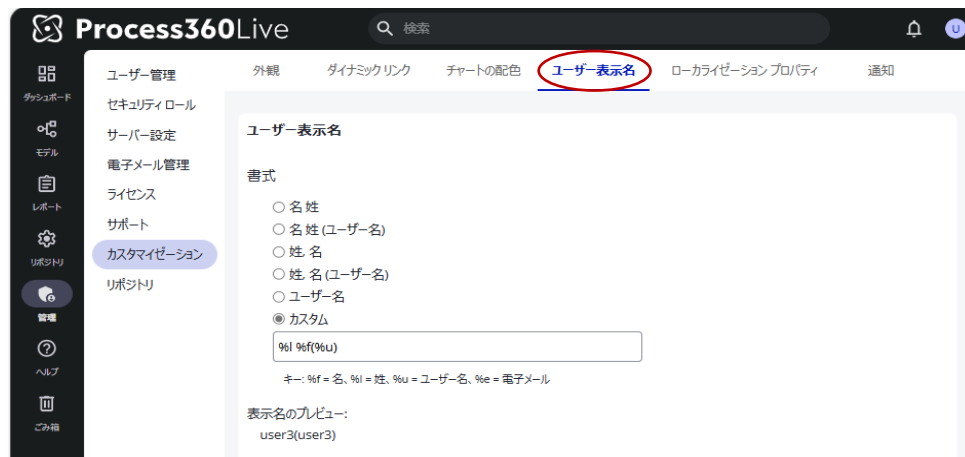 Process360Live
検索
U
ダッシュボード
モデル
レポート
リポジトリ
管理
ヘルプ
ごみ箱
ユーザー管理
セキュリティ ロール
サーバー設定
電子メール管理
ライセンス
サポート
カスタマイゼーション
リポジトリ
外観 ダイナミック リンク チャートの配色 ユーザー表示名 ローカライゼーション プロパティ 通知
ユーザー表示名
書式
名 姓
名 姓 (ユーザー名)
姓, 名
姓, 名 (ユーザー名)
ユーザー名
カスタム
%l %f(%u)
キー: %f = 名、%l = 姓、%u = ユーザー名、%e = 電子メール
表示名のプレビュー:
user3(user3)